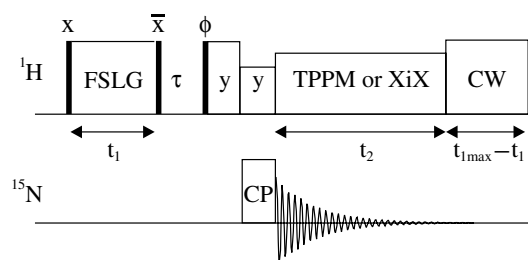 x x̅ ϕ
¹H FSLG τ y y TPPM or XiX CW
t₁ t₂ t₁ₘₐₓ−t₁
¹⁵N CP